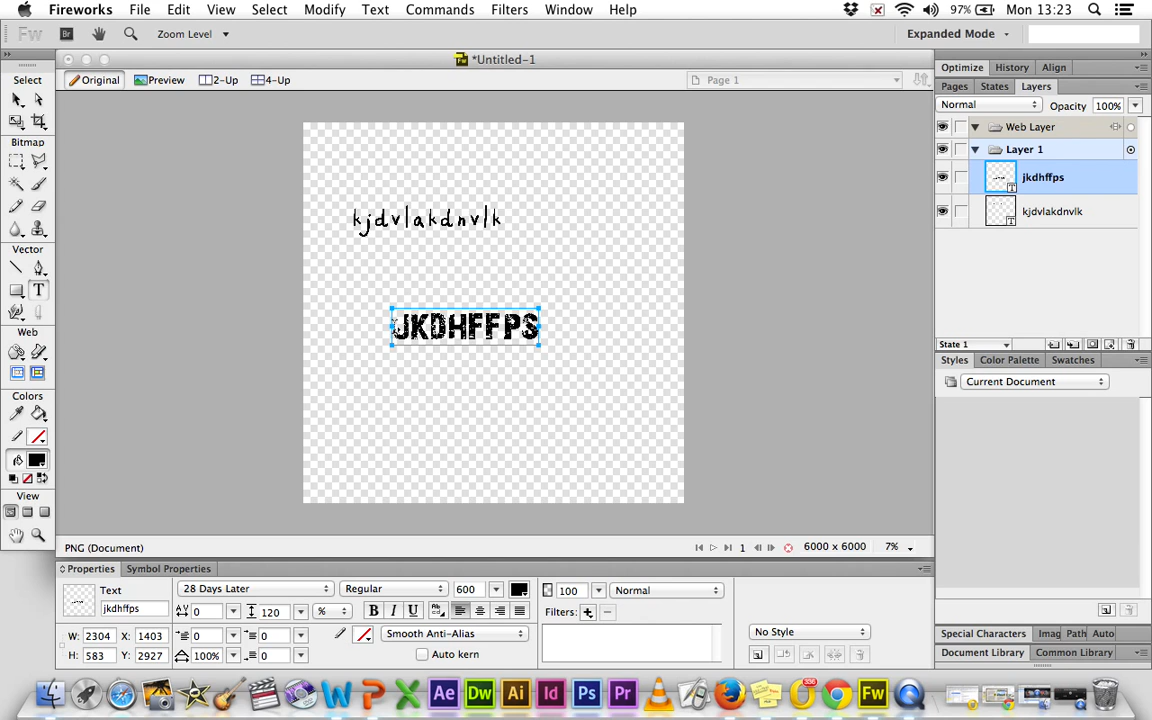 Fireworks File Edit View Select Modify Text Commands Filters Window Help 97% Mon 13:23
Fw Br Zoom Level Expanded Mode
*Untitled-1
Original Preview 2-Up 4-Up Page 1
Select
Bitmap
Vector
T
Web
Colors
View
kjdvlakdnvlk
JKDHFFPS
Optimize History Align
Pages States Layers
Normal Opacity 100%
Web Layer
Layer 1
jkdhffps
kjdvlakdnvlk
State 1
Styles Color Palette Swatches
Current Document
Special Characters Imag Path Auto
Document Library Common Library
PNG (Document) 1 6000 x 6000 7%
Properties Symbol Properties
Text 28 Days Later Regular 600 100 Normal
jkdhffps 0 120 % B I U Filters:
W: 2304 X: 1403 0 0 Smooth Anti-Alias No Style
H: 583 Y: 2927 100% 0 Auto kern
Ae Dw Ai Id Ps Pr Fw